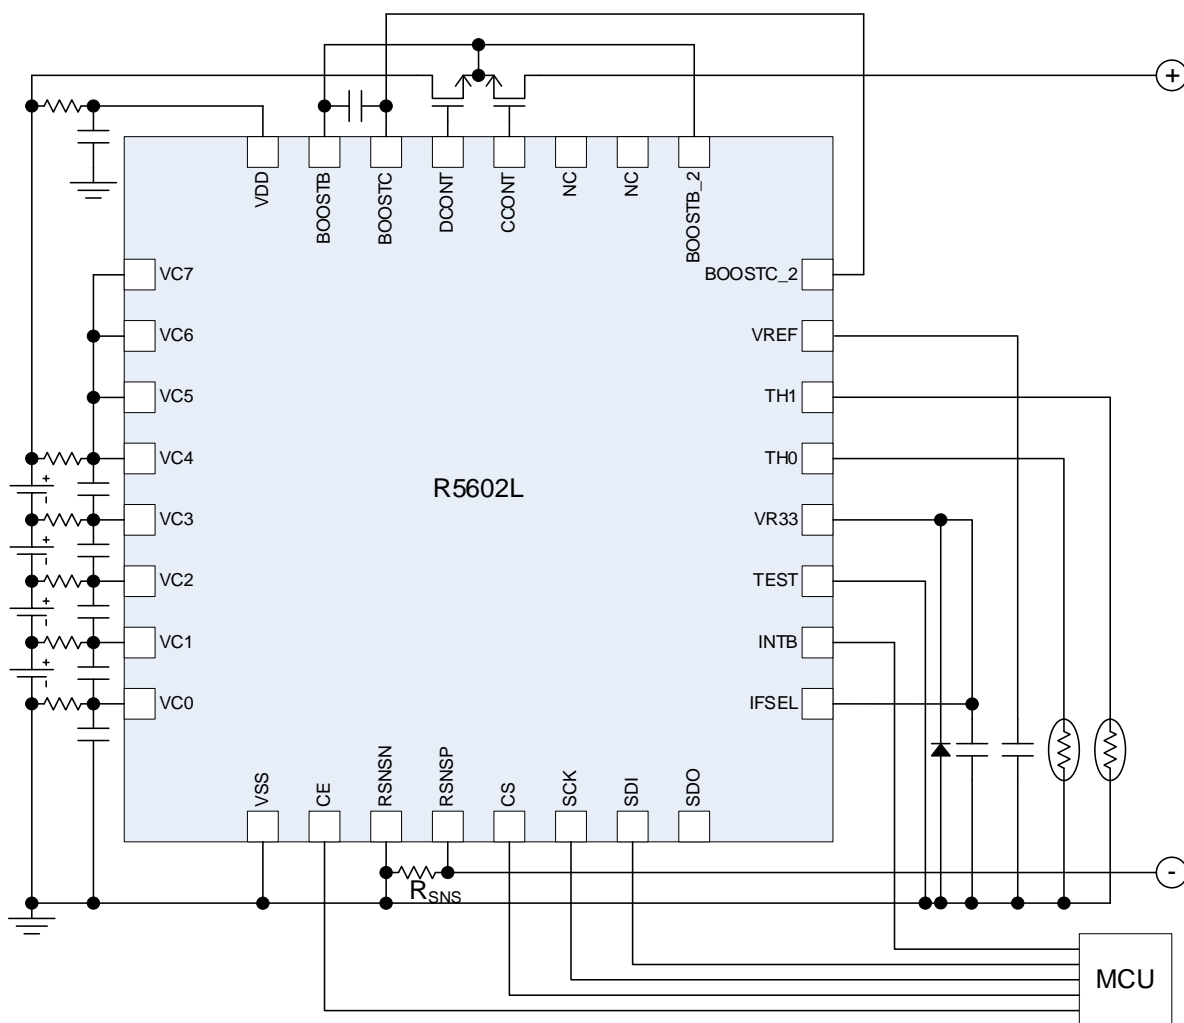 +
VDD
BOOSTB
BOOSTC
DCONT
CCONT
NC
NC
BOOSTB_2
VC7
BOOSTC_2
VC6
VREF
VC5
TH1
VC4
TH0
R5602L
+
-
VC3
VR33
+
-
VC2
TEST
+
-
VC1
INTB
+
-
VC0
IFSEL
VSS
CE
RSNSN
RSNSP
CS
SCK
SDI
SDO
RSNS
-
MCU